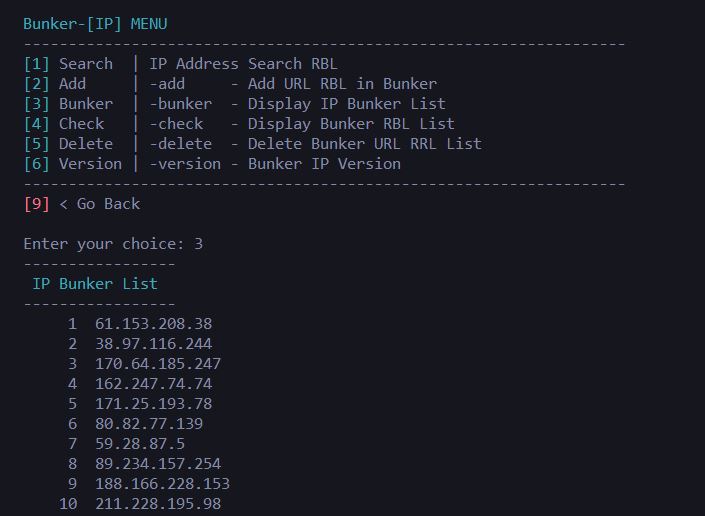 Bunker-[IP] MENU
-------------------------------------------------------------------
[1] Search  | IP Address Search RBL
[2] Add     | -add     - Add URL RBL in Bunker
[3] Bunker  | -bunker  - Display IP Bunker List
[4] Check   | -check   - Display Bunker RBL List
[5] Delete  | -delete  - Delete Bunker URL RRL List
[6] Version | -version - Bunker IP Version
-------------------------------------------------------------------
[9] < Go Back
Enter your choice: 3
-----------------
 IP Bunker List
-----------------
     1  61.153.208.38
     2  38.97.116.244
     3  170.64.185.247
     4  162.247.74.74
     5  171.25.193.78
     6  80.82.77.139
     7  59.28.87.5
     8  89.234.157.254
     9  188.166.228.153
    10  211.228.195.98